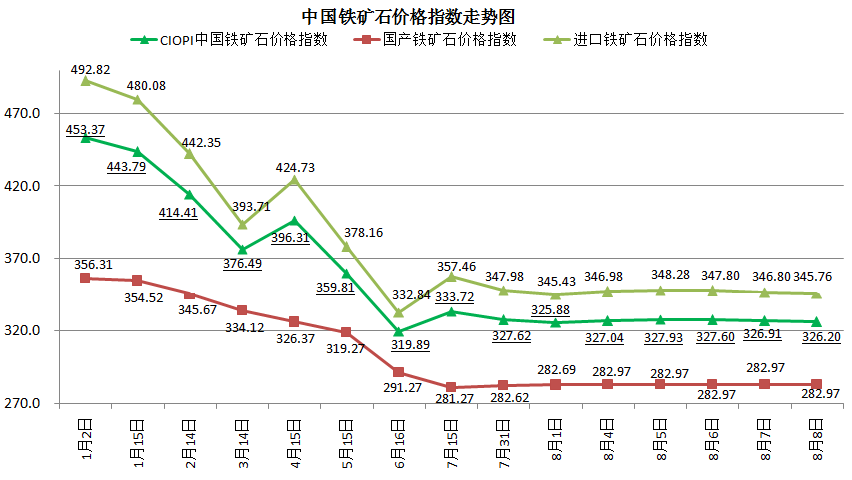 中国铁矿石价格指数走势图
CIOPI中国铁矿石价格指数 国产铁矿石价格指数 进口铁矿石价格指数
470.0
420.0
370.0
320.0
270.0
492.82 480.08 442.35 393.71 424.73 378.16 332.84 357.46 347.98 345.43 346.98 348.28 347.80 346.80 345.76
453.37 443.79 414.41 376.49 396.31 359.81 319.89 333.72 327.62 325.88 327.04 327.93 327.60 326.91 326.20
356.31 354.52 345.67 334.12 326.37 319.27 291.27 281.27 282.62 282.69 282.97 282.97 282.97 282.97 282.97
1月2日 1月15日 2月14日 3月14日 4月15日 5月15日 6月16日 7月15日 7月31日 8月1日 8月4日 8月5日 8月6日 8月7日 8月8日